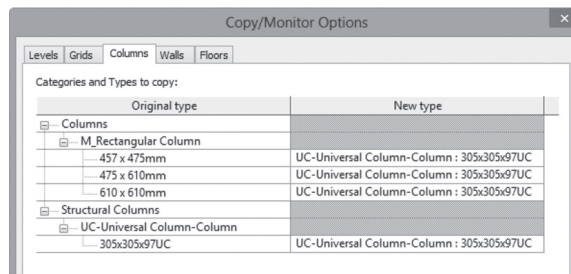 Copy/Monitor Options
×
Levels Grids Columns Walls Floors
Categories and Types to copy:
Original type New type
Columns
M_Rectangular Column
457 x 475mm UC-Universal Column-Column : 305x305x97UC
475 x 610mm UC-Universal Column-Column : 305x305x97UC
610 x 610mm UC-Universal Column-Column : 305x305x97UC
Structural Columns
UC-Universal Column-Column
305x305x97UC UC-Universal Column-Column : 305x305x97UC